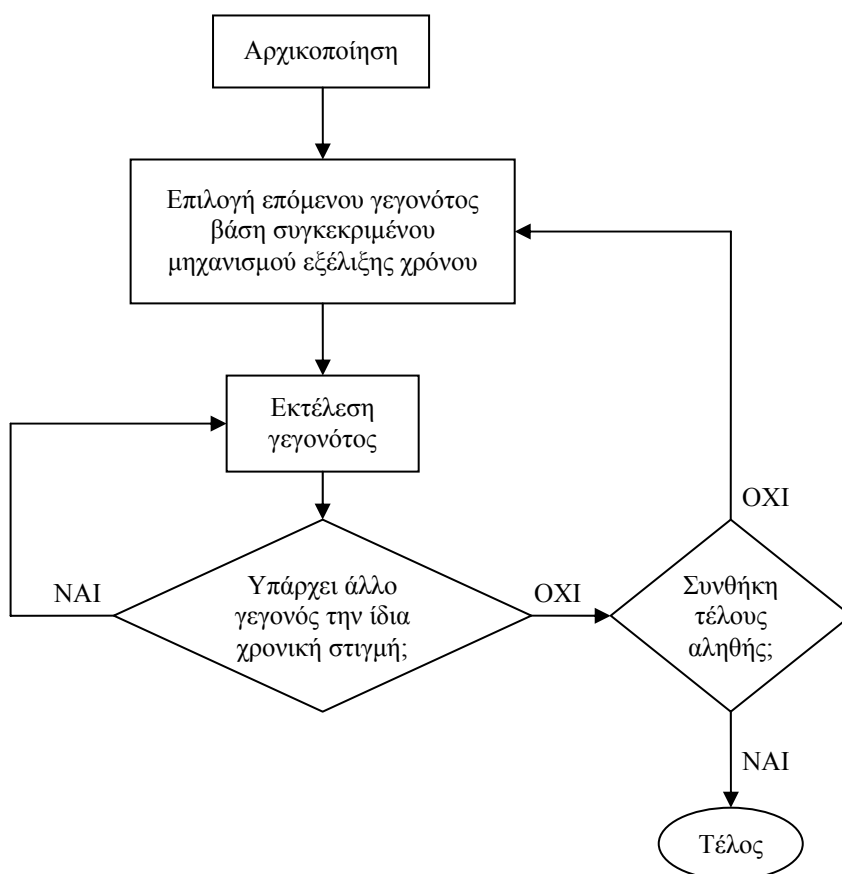 Αρχικοποίηση
Επιλογή επόμενου γεγονότος
βάση συγκεκριμένου
μηχανισμού εξέλιξης χρόνου
Εκτέλεση
γεγονότος
ΟΧΙ
ΝΑΙ
Υπάρχει άλλο
γεγονός την ίδια
χρονική στιγμή;
ΟΧΙ
Συνθήκη
τέλους
αληθής;
ΝΑΙ
Τέλος